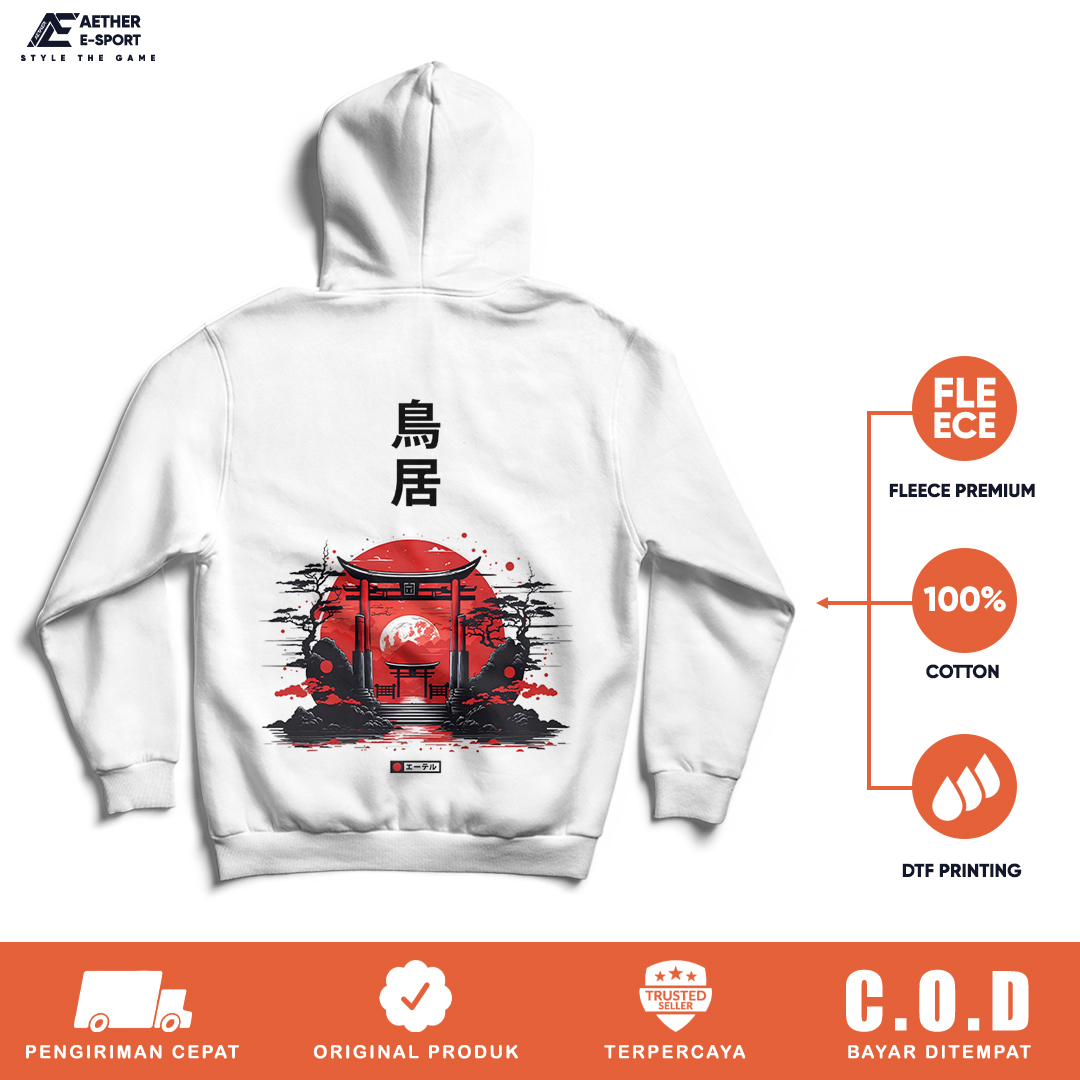 AETHER
E-SPORT
STYLE THE GAME
鳥
居
エーテル
FLE
ECE
FLEECE PREMIUM
100%
COTTON
DTF PRINTING
PENGIRIMAN CEPAT
ORIGINAL PRODUK
TRUSTED
SELLER
TERPERCAYA
C.O.D
BAYAR DITEMPAT